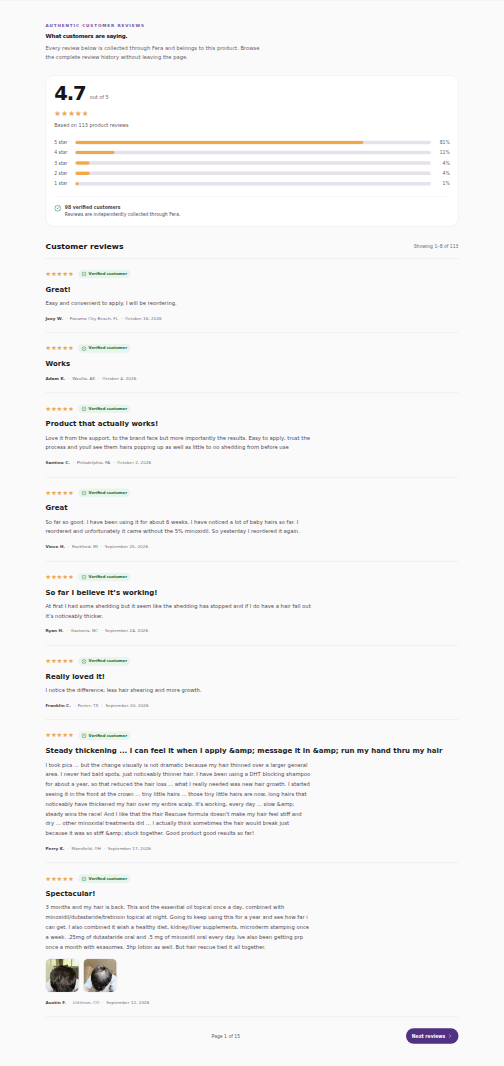 AUTHENTIC CUSTOMER REVIEWS
What customers are saying.
Every review below is collected through Fera and belongs to this product. Browse
the complete review history without leaving the page.
4.7 out of 5
★★★★★
Based on 113 product reviews
5 star 81%
4 star 11%
3 star 4%
2 star 4%
1 star 1%
98 verified customers
Reviews are independently collected through Fera.
Customer reviews Showing 1–8 of 113
★★★★★ Verified customer
Great!
Easy and convenient to apply. I will be reordering.
Joey W. · Panama City Beach, FL · October 16, 2026
★★★★★ Verified customer
Works
Adam K. · Wasilla, AK · October 4, 2026
★★★★★ Verified customer
Product that actually works!
Love it from the support, to the brand face but more importantly the results. Easy to apply, trust the
process and youll see them hairs popping up as well as little to no shedding from before use
Santino C. · Philadelphia, PA · October 2, 2026
★★★★★ Verified customer
Great
So far so good. I have been using it for about 6 weeks. I have noticed a lot of baby hairs so far. I
reordered and unfortunately it came without the 5% minoxidil. So yesterday I reordered it again.
Vince H. · Rockford, · September 25, 2026
★★★★★ Verified customer
So far I believe it's working!
At first I had some shedding but it seem like the shedding has stopped and if I do have a hair fall out
it's noticeably thicker.
Ryan H. · Gastonia, NC · September 24, 2026
★★★★★ Verified customer
Really loved it!
I notice the difference, less hair shearing and more growth.
Franklin C. · Porter, TX · September 2026
★★★★★ Verified customer
Steady thickening ... I can feel it when I apply &amp; message it in &amp; run my hand thru my hair
I took pics ... but the change visually is not dramatic because my hair thinned over a larger general
area. I never had bald spots, just noticeably thinner hair. I have been using a DHT blocking shampoo
for about a year, so that reduced the hair loss ... what I really needed was new hair growth. I started
seeing it in the front at the crown ... tiny little hairs ... those tiny little hairs are now, long hairs that
noticeably have thickened my hair over my entire scalp. It's working, every day ... slow &amp;
steady wins the race! And I like that the Hair Rescue formula doesn't make my hair feel stiff and
dry ... other minoxidal treatments did ... I actually think sometimes the hair would break just
because it was so stiff &amp; stuck together. Good product good results so far!
Perry K. · Mansfield, OH · September 17, 2026
★★★★★ Verified customer
Spectacular!
3 months and my hair is back. This and the essential oil topical once a day, combined with
minoxidil/dutasteride/tretinoin topical at night. Going to keep using this for a year and see how far i
can get. I also combined it wish a healthy diet, kidney/liver supplements, microderm stamping once
a week. .25mg of dutasteride oral and .5 mg of minoxidil oral every day. Ive also been getting prp
once a month with exosomes. 3hp lotion as well. But hair rescue tied it all together.
Austin F. · Littleton, CO · September 12, 2026
Page 1 of 15 Next reviews